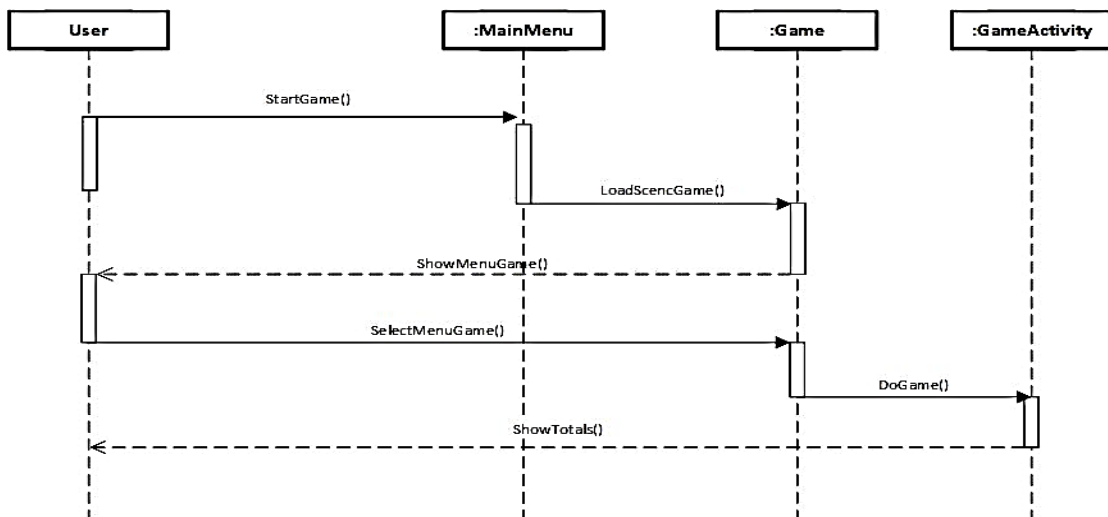 User
:MainMenu
:Game
:GameActivity
StartGame()
LoadScencGame()
ShowMenuGame()
SelectMenuGame()
DoGame()
ShowTotals()